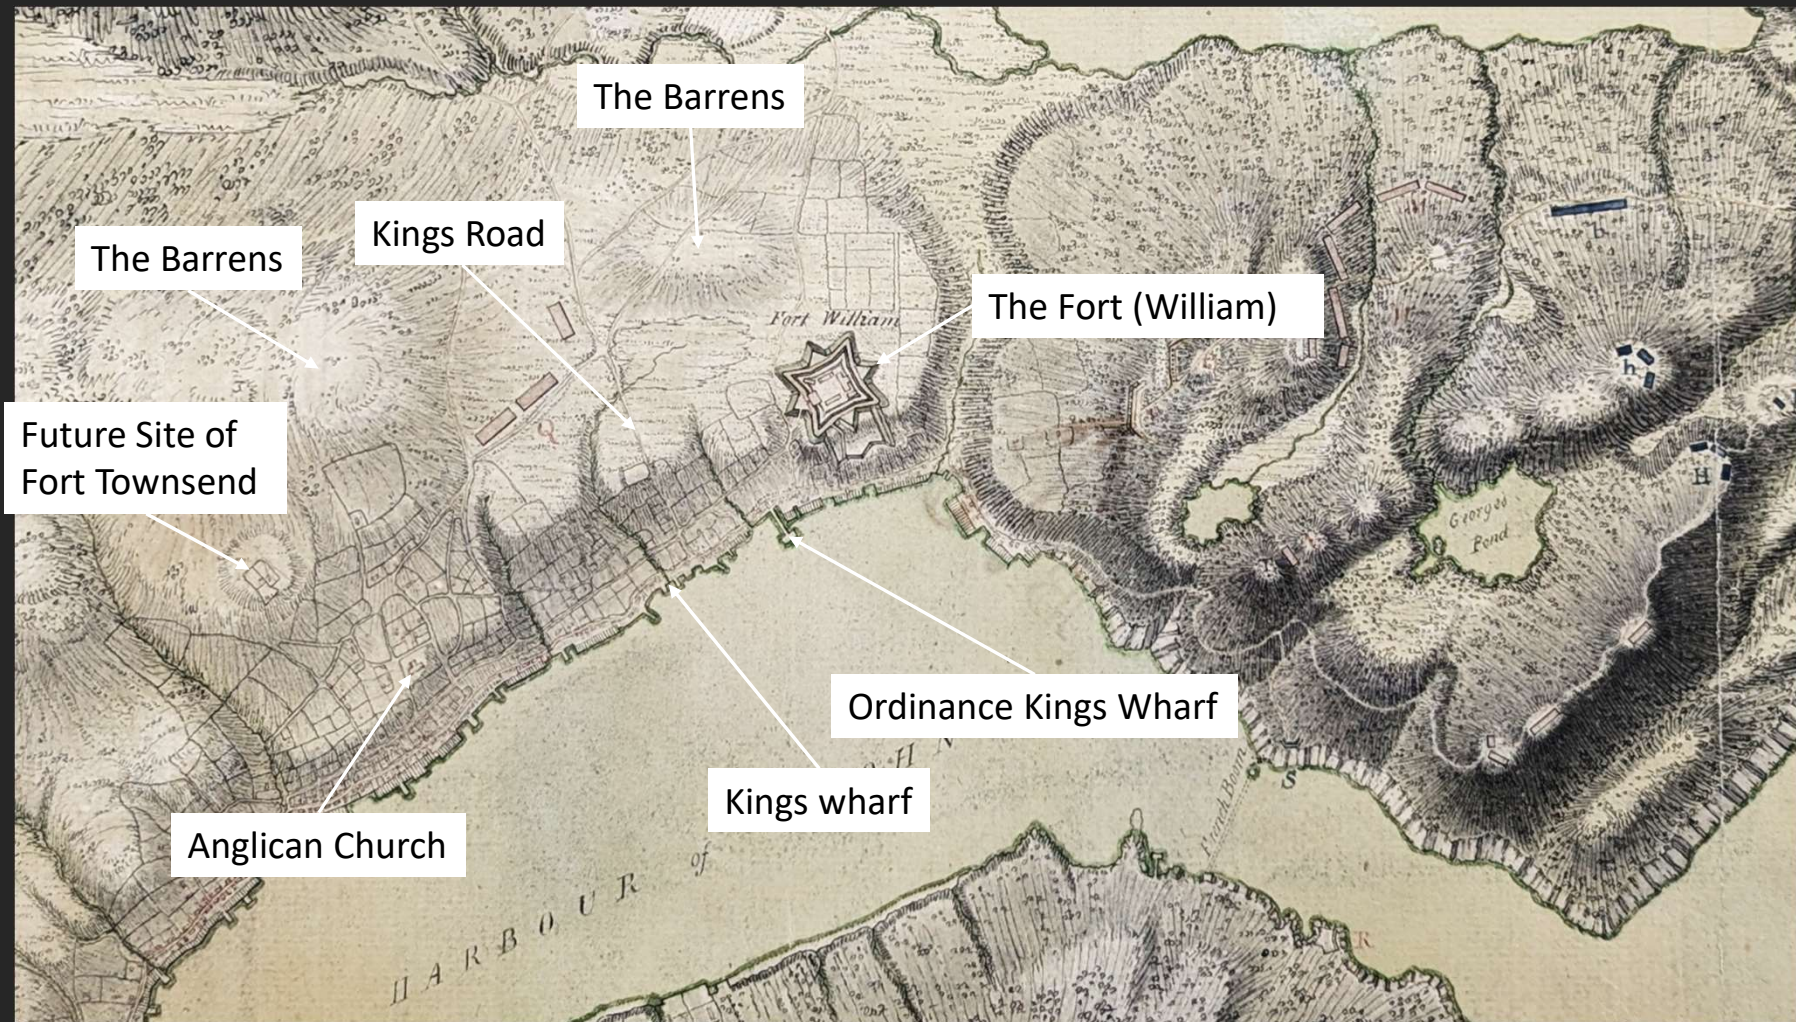 The Barrens
Kings Road
The Barrens
The Fort (William)
Fort William
Future Site of
Fort Townsend
Q
h
H
Georges
Pond
Ordinance Kings Wharf
Kings wharf
Anglican Church
S
HARBOUR
of
R